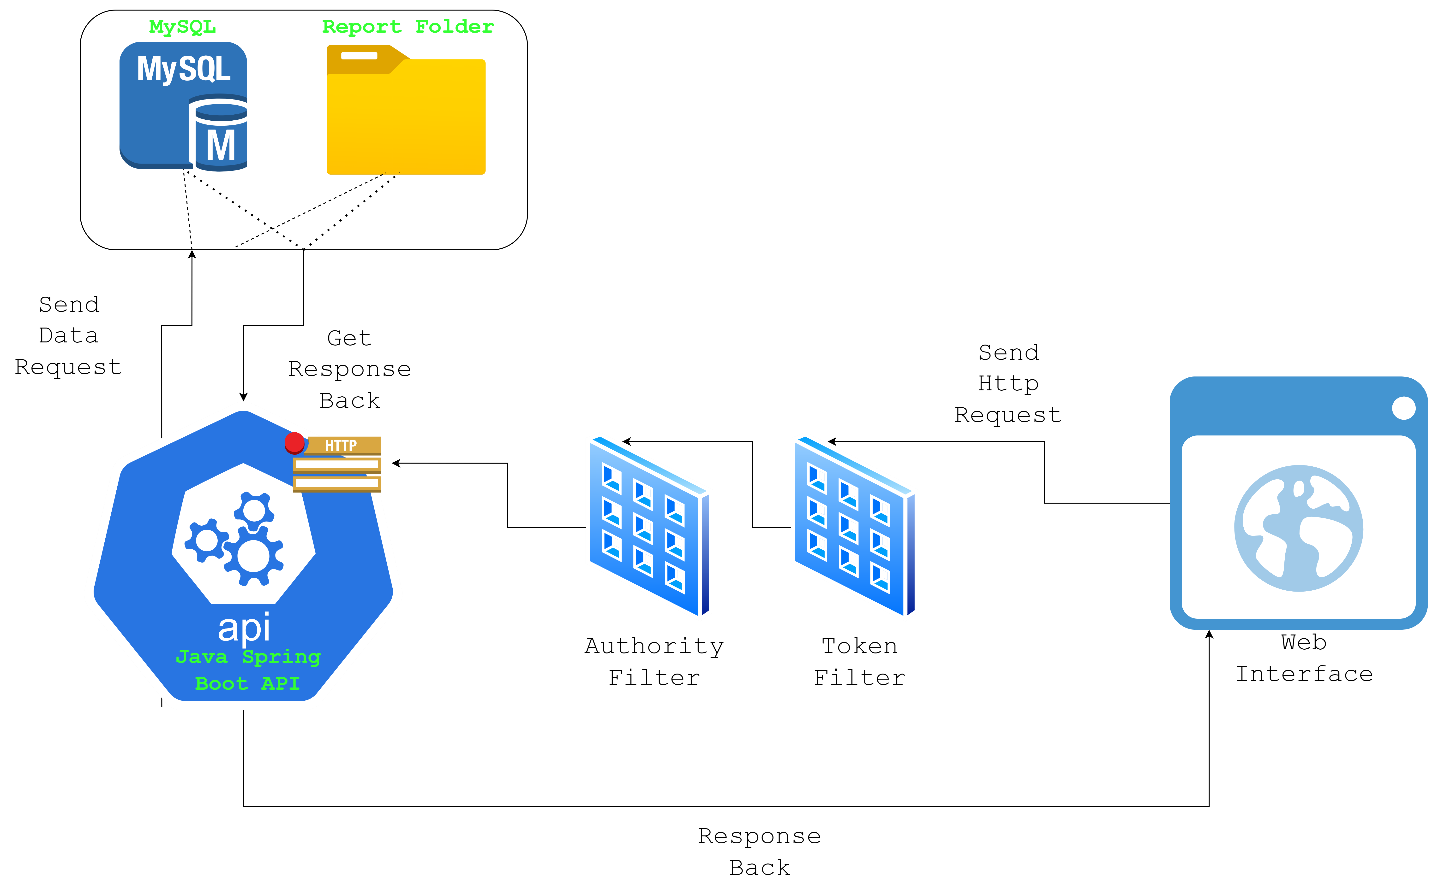 MySQL
Report Folder
MySQL
M
Send
Data
Request
Get
Response
Back
Send
Http
Request
HTTP
api
Java Spring
Boot API
Authority
Filter
Token
Filter
Web
Interface
Response
Back